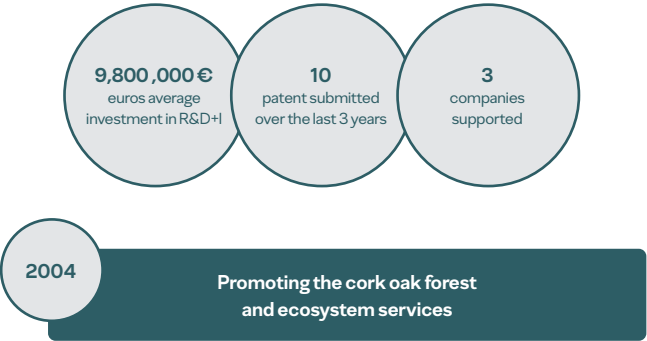 9,800,000 €
euros average
investment in R&D+I
10
patent submitted
over the last 3 years
3
companies
supported
2004
Promoting the cork oak forest
and ecosystem services